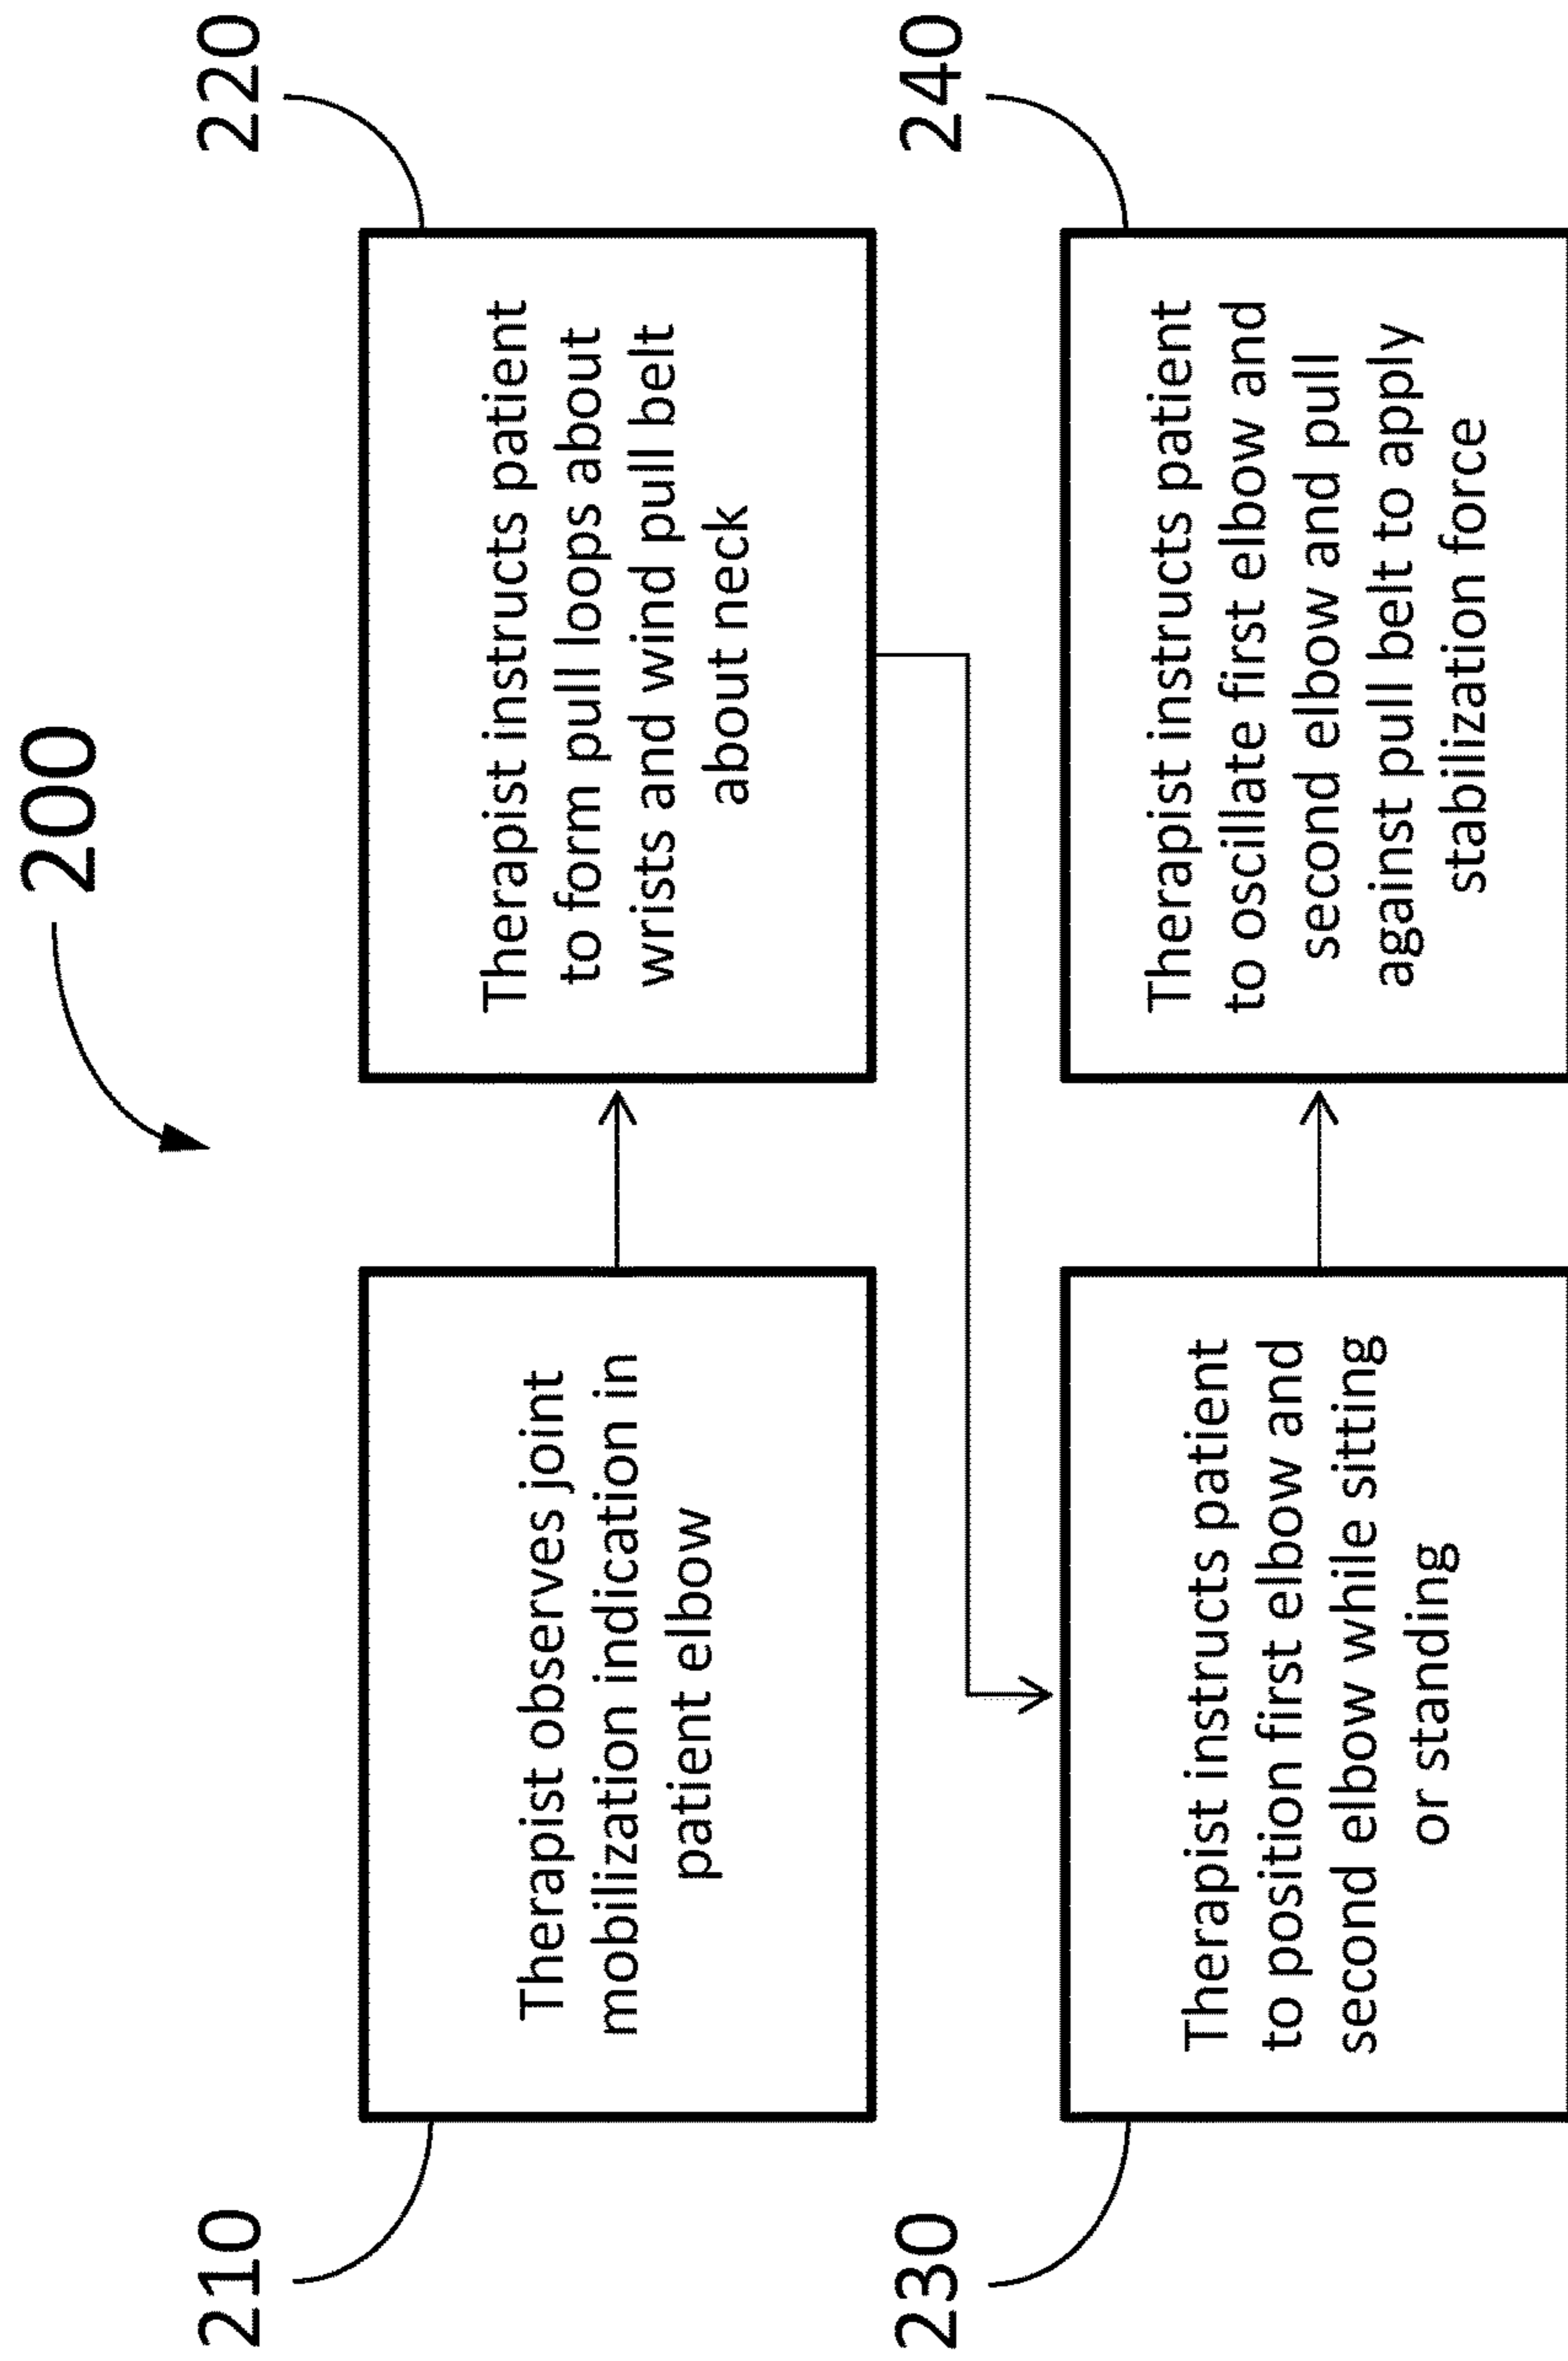 200
210
Therapist observes joint
mobilization indication in
patient elbow
220
Therapist instructs patient
to form pull loops about
wrists and wind pull belt
about neck
230
Therapist instructs patient
to position first elbow and
second elbow while sitting
or standing
240
Therapist instructs patient
to oscillate first elbow and
second elbow and pull
against pull belt to apply
stabilization force